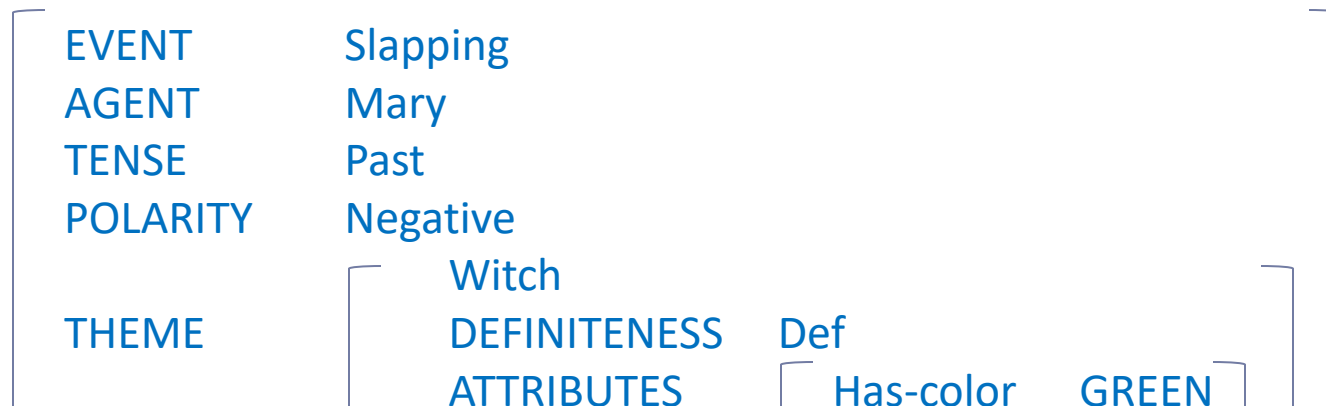 EVENT Slapping
AGENT Mary
TENSE Past
POLARITY Negative
Witch
THEME DEFINITENESS Def
ATTRIBUTES Has-color GREEN